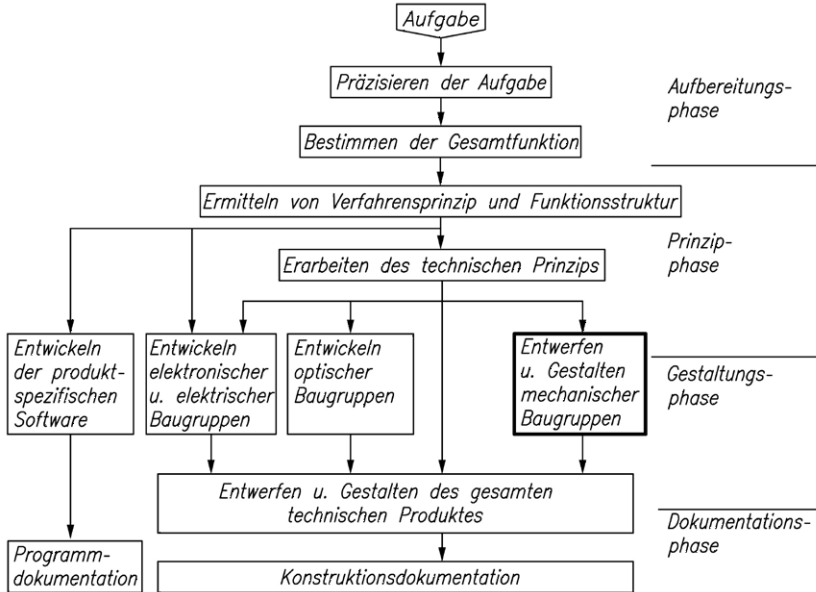 Aufgabe
Präzisieren der Aufgabe
Aufbereitungs-
phase
Bestimmen der Gesamtfunktion
Ermitteln von Verfahrensprinzip und Funktionsstruktur
Prinzip-
phase
Erarbeiten des technischen Prinzips
Entwickeln
der produkt-
spezifischen
Software
Entwickeln
elektronischer
u. elektrischer
Baugruppen
Entwickeln
optischer
Baugruppen
Entwerfen
u. Gestalten
mechanischer
Baugruppen
Gestaltungs-
phase
Entwerfen u. Gestalten des gesamten
technischen Produktes
Dokumentations-
phase
Programm-
dokumentation
Konstruktionsdokumentation